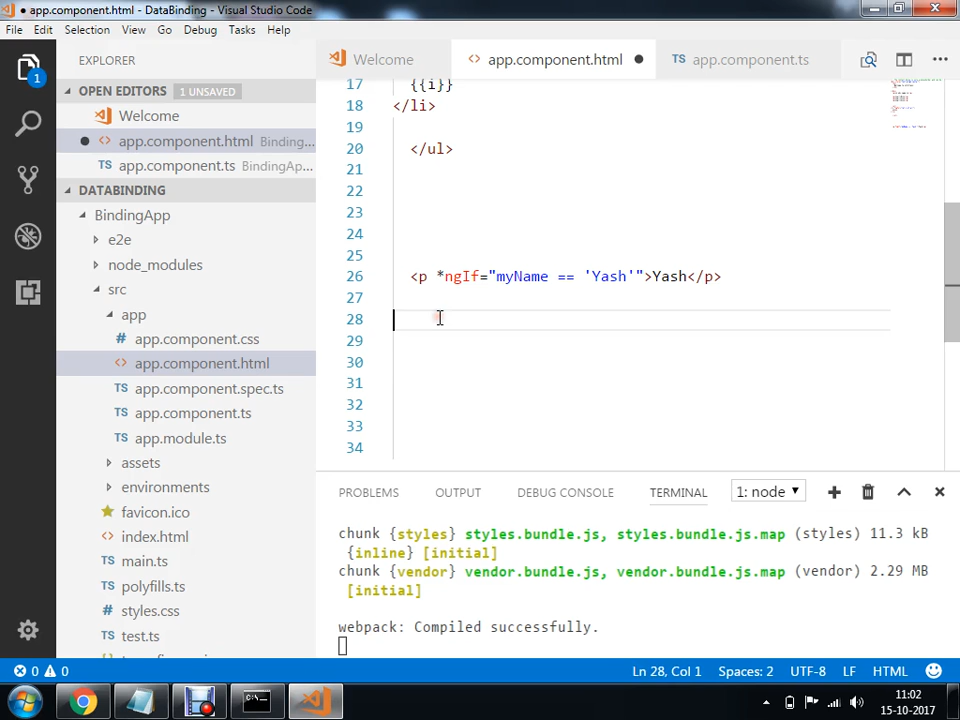 app.component.html - DataBinding - Visual Studio Code
File Edit Selection View Go Debug Tasks Help
EXPLORER
OPEN EDITORS 1 UNSAVED
Welcome
app.component.html Binding...
app.component.ts BindingAp...
DATABINDING
BindingApp
e2e
node_modules
src
app
app.component.css
app.component.html
app.component.spec.ts
app.component.ts
app.module.ts
assets
environments
favicon.ico
index.html
main.ts
polyfills.ts
styles.css
test.ts
1
Welcome app.component.html TS app.component.ts
17 {{i}}
18 </li>
19
20 </ul>
21
22
23
24
25
26 <p *ngIf="myName == 'Yash'">Yash</p>
27
28
29
30
31
32
33
34
PROBLEMS OUTPUT DEBUG CONSOLE TERMINAL 1: node
chunk {styles} styles.bundle.js, styles.bundle.js.map (styles) 11.3 kB
{inline} [initial]
chunk {vendor} vendor.bundle.js, vendor.bundle.js.map (vendor) 2.29 MB
[initial]
webpack: Compiled successfully.
0 0 Ln 28, Col 1 Spaces: 2 UTF-8 LF HTML
11:02
15-10-2017